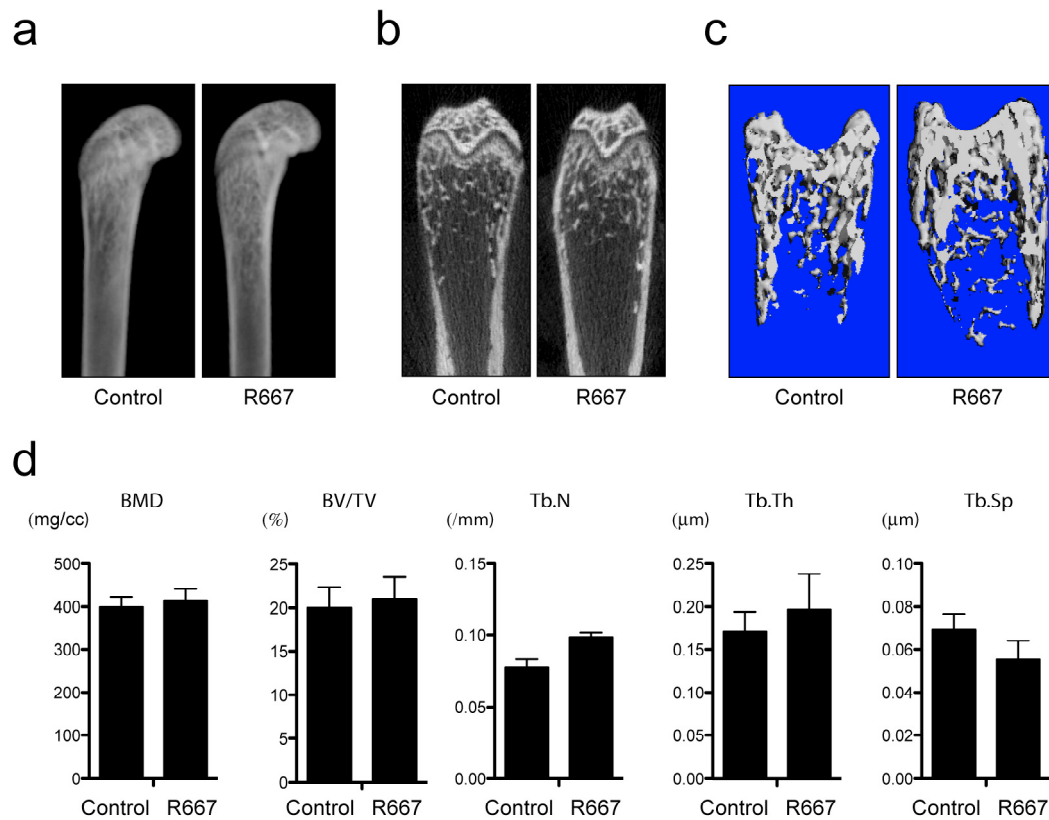 a
b
c
Control
R667
Control
R667
Control
R667
d
BMD
(mg/cc)
500
400
300
200
100
0
Control
R667
BV/TV
(%)
25
20
15
10
5
0
Control
R667
Tb.N
(/mm)
0.15
0.10
0.05
0.00
Control
R667
Tb.Th
(μm)
0.25
0.20
0.15
0.10
0.05
0.00
Control
R667
Tb.Sp
(μm)
0.10
0.08
0.06
0.04
0.02
0.00
Control
R667